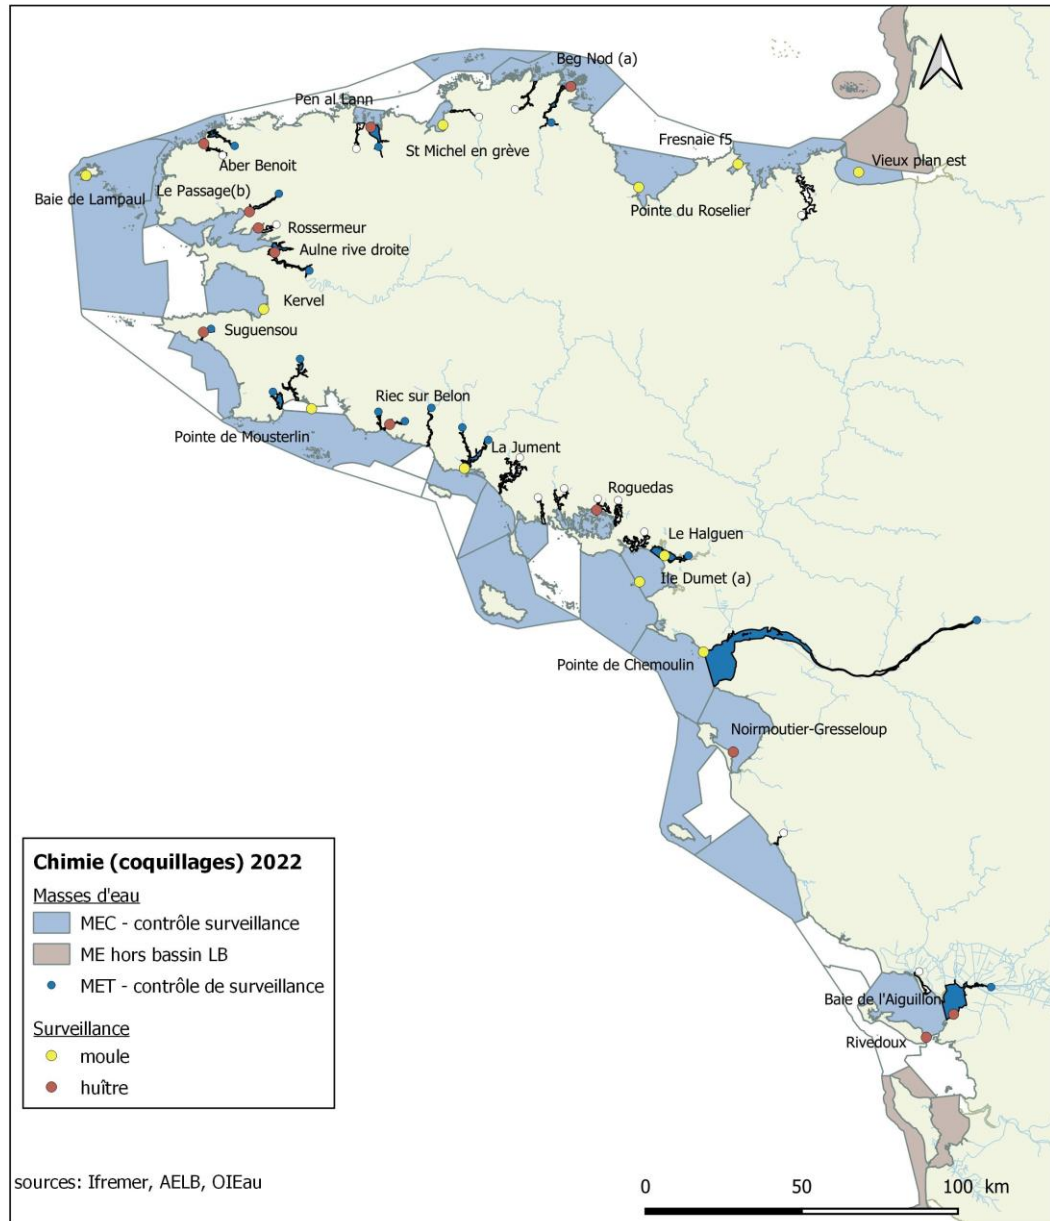 Beg Nod (a)
Pen al Lann
St Michel en grève
Fresnaie f5
Aber Benoit
Vieux plan est
Le Passage(b)
Baie de Lampaul
Pointe du Roselier
Rossermeur
Aulne rive droite
Kervel
Suguensou
Riec sur Belon
Pointe de Mousterlin
La Jument
Roguedas
Le Halguen
Ile Dumet (a)
Pointe de Chemoulin
Noirmoutier-Gresseloup
Chimie (coquillages) 2022
Masses d'eau
MEC - contrôle surveillance
ME hors bassin LB
MET - contrôle de surveillance
Surveillance
moule
huître
Baie de l'Aiguillon
Rivedoux
sources: Ifremer, AELB, OIEau
0 50 100 km